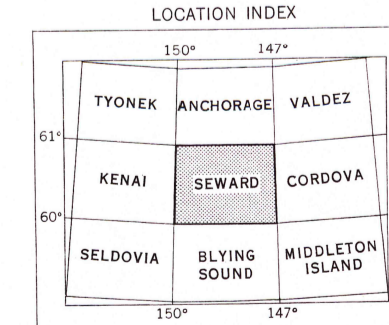 LOCATION INDEX
150° 147°
TYONEK ANCHORAGE VALDEZ
61°
KENAI SEWARD CORDOVA
60°
SELDOVIA BLYING SOUND MIDDLETON ISLAND
150° 147°